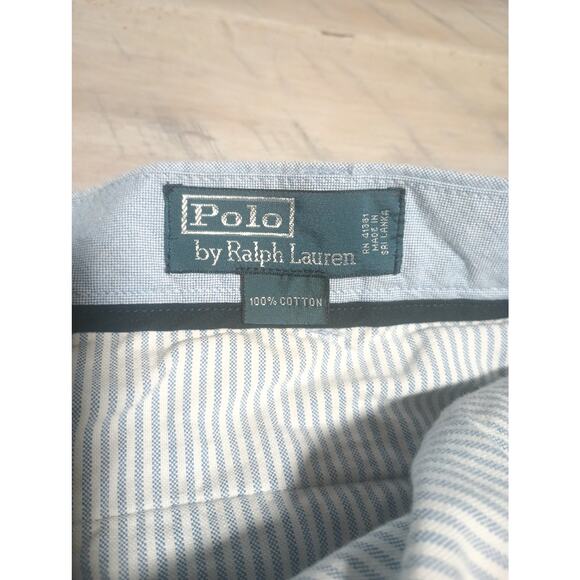 Polo
by Ralph Lauren
RN 41381
MADE IN
SRI LANKA
100% COTTON